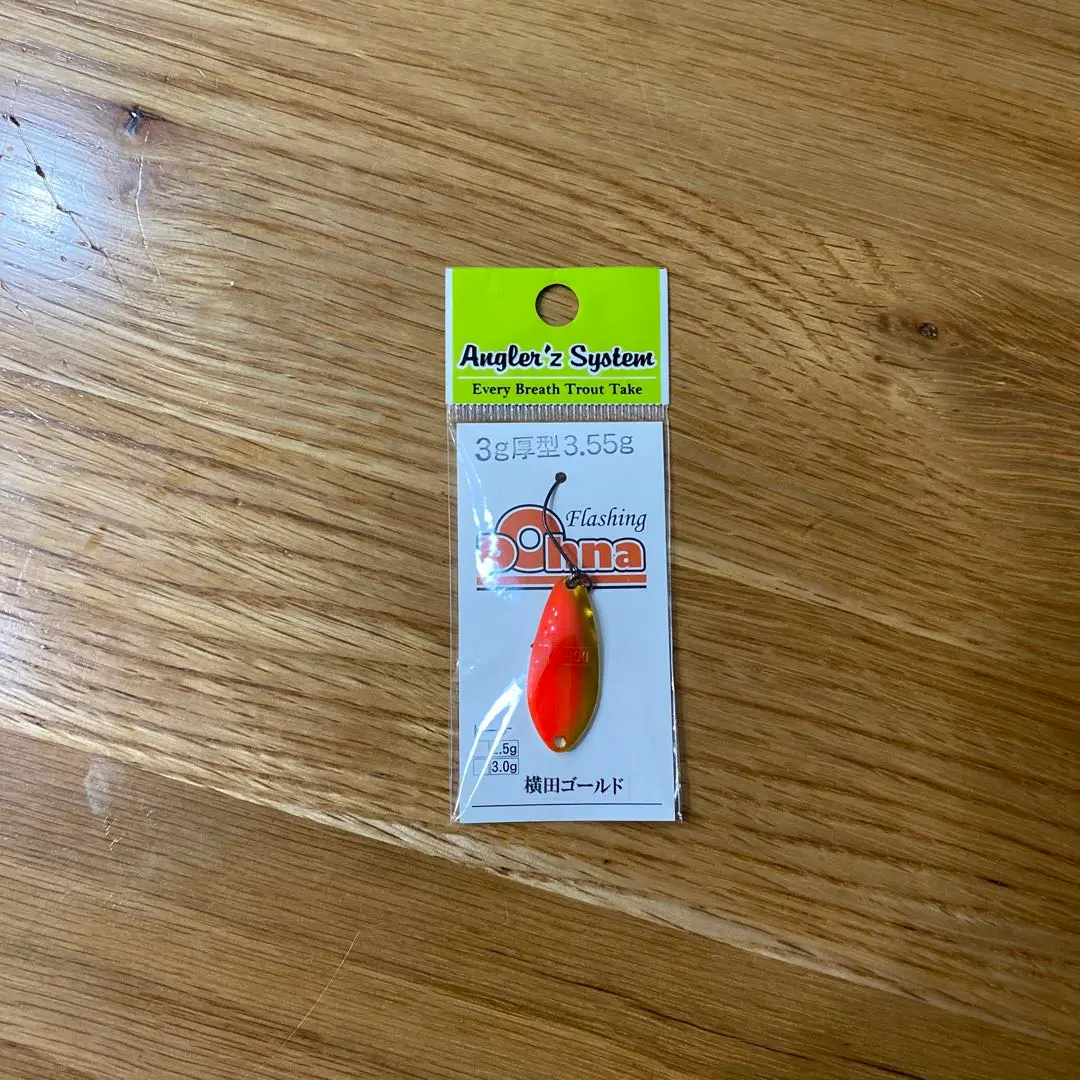 Angler'z System
Every Breath Trout Take
3g厚型3.55g
Flashing
Dohna
.5g
3.0g
横田ゴールド